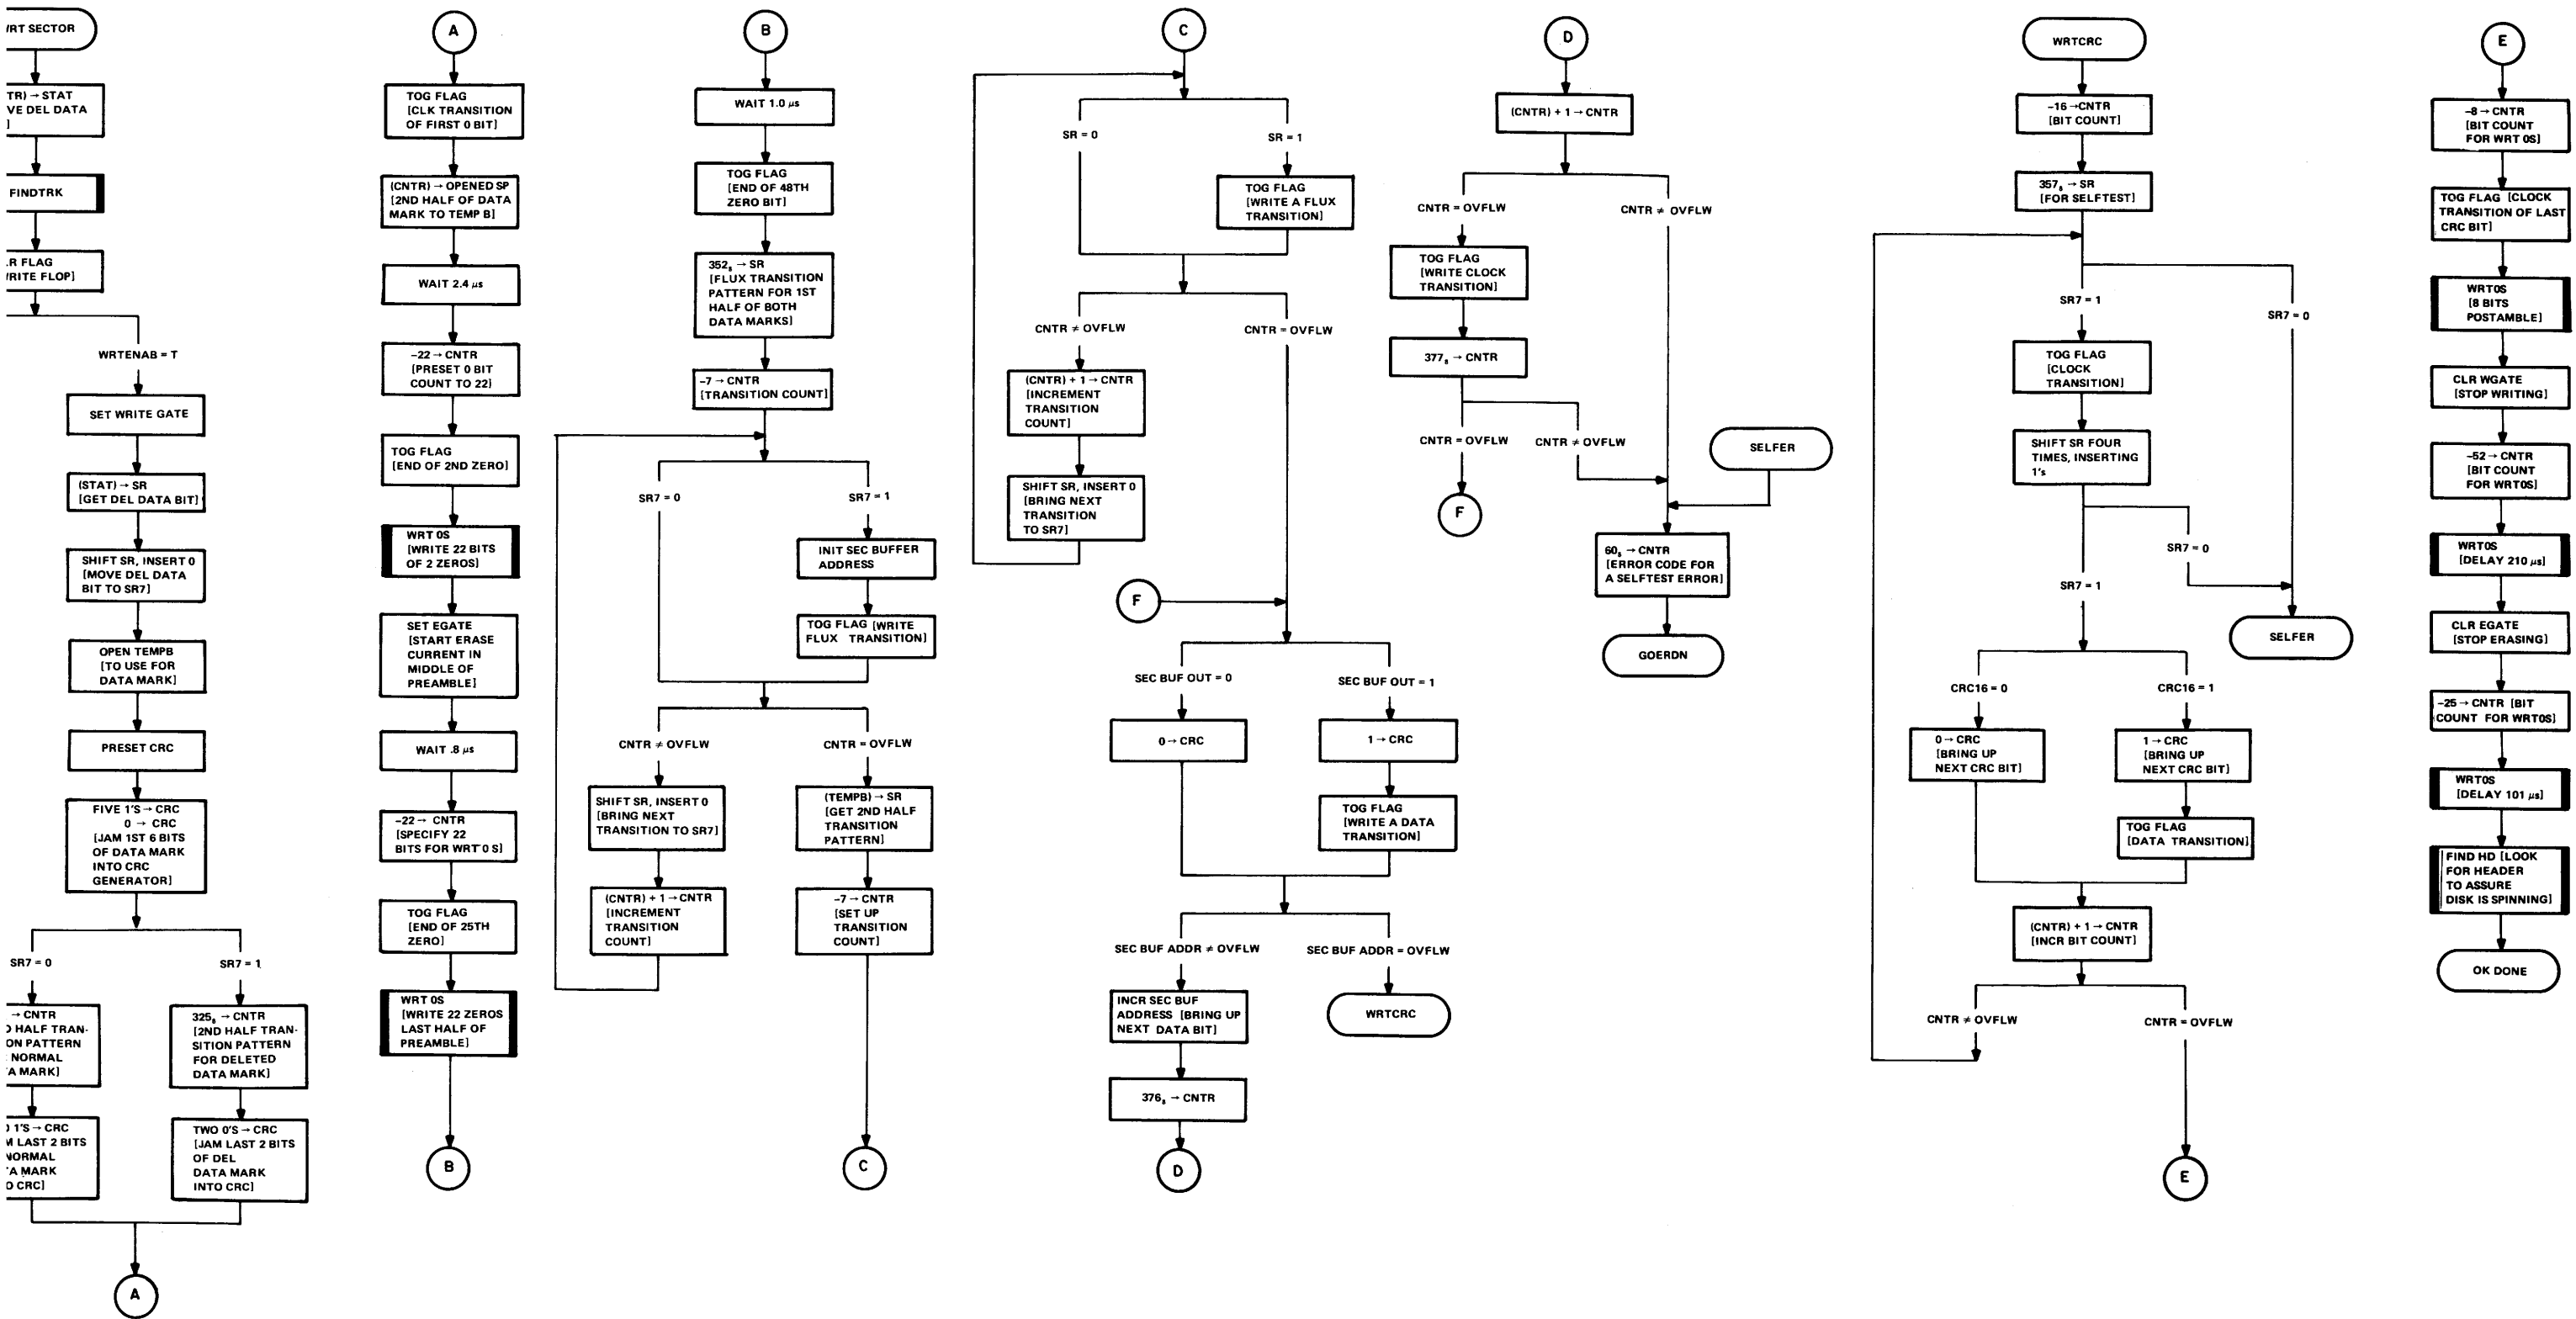 WRT SECTOR
TR) → STAT
VE DEL DATA
]
FINDTRK
R FLAG
WRITE FLOP]
WRTENAB = T
SET WRITE GATE
(STAT) → SR
[GET DEL DATA BIT]
SHIFT SR, INSERT 0
[MOVE DEL DATA
BIT TO SR7]
OPEN TEMPB
[TO USE FOR
DATA MARK]
PRESET CRC
FIVE 1'S → CRC
0 → CRC
[JAM 1ST 6 BITS
OF DATA MARK
INTO CRC
GENERATOR]
SR7 = 0
SR7 = 1
→ CNTR
D HALF TRAN-
ION PATTERN
NORMAL
TA MARK]
325₈ → CNTR
[2ND HALF TRAN-
SITION PATTERN
FOR DELETED
DATA MARK]
O 1'S → CRC
M LAST 2 BITS
NORMAL
TA MARK
O CRC]
TWO 0'S → CRC
[JAM LAST 2 BITS
OF DEL
DATA MARK
INTO CRC]
A
A
TOG FLAG
[CLK TRANSITION
OF FIRST 0 BIT]
(CNTR) → OPENED SP
[2ND HALF OF DATA
MARK TO TEMP B]
WAIT 2.4 μs
-22 → CNTR
[PRESET 0 BIT
COUNT TO 22]
TOG FLAG
[END OF 2ND ZERO]
WRT 0S
[WRITE 22 BITS
OF 2 ZEROS]
SET EGATE
[START ERASE
CURRENT IN
MIDDLE OF
PREAMBLE]
WAIT .8 μs
-22 → CNTR
[SPECIFY 22
BITS FOR WRT 0 S]
TOG FLAG
[END OF 25TH
ZERO]
WRT 0S
[WRITE 22 ZEROS
LAST HALF OF
PREAMBLE]
B
B
WAIT 1.0 μs
TOG FLAG
[END OF 48TH
ZERO BIT]
352₈ → SR
[FLUX TRANSITION
PATTERN FOR 1ST
HALF OF BOTH
DATA MARKS]
-7 → CNTR
[TRANSITION COUNT]
SR7 = 0
SR7 = 1
INIT SEC BUFFER
ADDRESS
TOG FLAG [WRITE
FLUX TRANSITION]
CNTR ≠ OVFLW
CNTR = OVFLW
SHIFT SR, INSERT 0
[BRING NEXT
TRANSITION TO SR7]
(TEMPB) → SR
[GET 2ND HALF
TRANSITION
PATTERN]
(CNTR) + 1 → CNTR
[INCREMENT
TRANSITION
COUNT]
-7 → CNTR
[SET UP
TRANSITION
COUNT]
C
C
SR = 0
SR = 1
TOG FLAG
[WRITE A FLUX
TRANSITION]
CNTR ≠ OVFLW
CNTR = OVFLW
(CNTR) + 1 → CNTR
[INCREMENT
TRANSITION
COUNT]
SHIFT SR, INSERT 0
[BRING NEXT
TRANSITION
TO SR7]
F
SEC BUF OUT = 0
SEC BUF OUT = 1
0 → CRC
1 → CRC
TOG FLAG
[WRITE A DATA
TRANSITION]
SEC BUF ADDR ≠ OVFLW
SEC BUF ADDR = OVFLW
INCR SEC BUF
ADDRESS [BRING UP
NEXT DATA BIT]
WRTCRC
376₈ → CNTR
D
D
(CNTR) + 1 → CNTR
CNTR = OVFLW
CNTR ≠ OVFLW
TOG FLAG
[WRITE CLOCK
TRANSITION]
377₈ → CNTR
CNTR = OVFLW
CNTR ≠ OVFLW
F
SELFER
60₈ → CNTR
[ERROR CODE FOR
A SELFTEST ERROR]
GOERDN
WRTCRC
-16 → CNTR
[BIT COUNT]
357₈ → SR
[FOR SELFTEST]
SR7 = 1
SR7 = 0
TOG FLAG
[CLOCK
TRANSITION]
SHIFT SR FOUR
TIMES, INSERTING
1's
SR7 = 0
SR7 = 1
SELFER
CRC16 = 0
CRC16 = 1
0 → CRC
[BRING UP
NEXT CRC BIT]
1 → CRC
[BRING UP
NEXT CRC BIT]
TOG FLAG
[DATA TRANSITION]
(CNTR) + 1 → CNTR
[INCR BIT COUNT]
CNTR ≠ OVFLW
CNTR = OVFLW
E
E
-8 → CNTR
[BIT COUNT
FOR WRT 0S]
TOG FLAG [CLOCK
TRANSITION OF LAST
CRC BIT]
WRT0S
[8 BITS
POSTAMBLE]
CLR WGATE
[STOP WRITING]
-52 → CNTR
[BIT COUNT
FOR WRT0S]
WRT0S
[DELAY 210 μs]
CLR EGATE
[STOP ERASING]
-25 → CNTR [BIT
COUNT FOR WRT0S]
WRT0S
[DELAY 101 μs]
FIND HD [LOOK
FOR HEADER
TO ASSURE
DISK IS SPINNING]
OK DONE